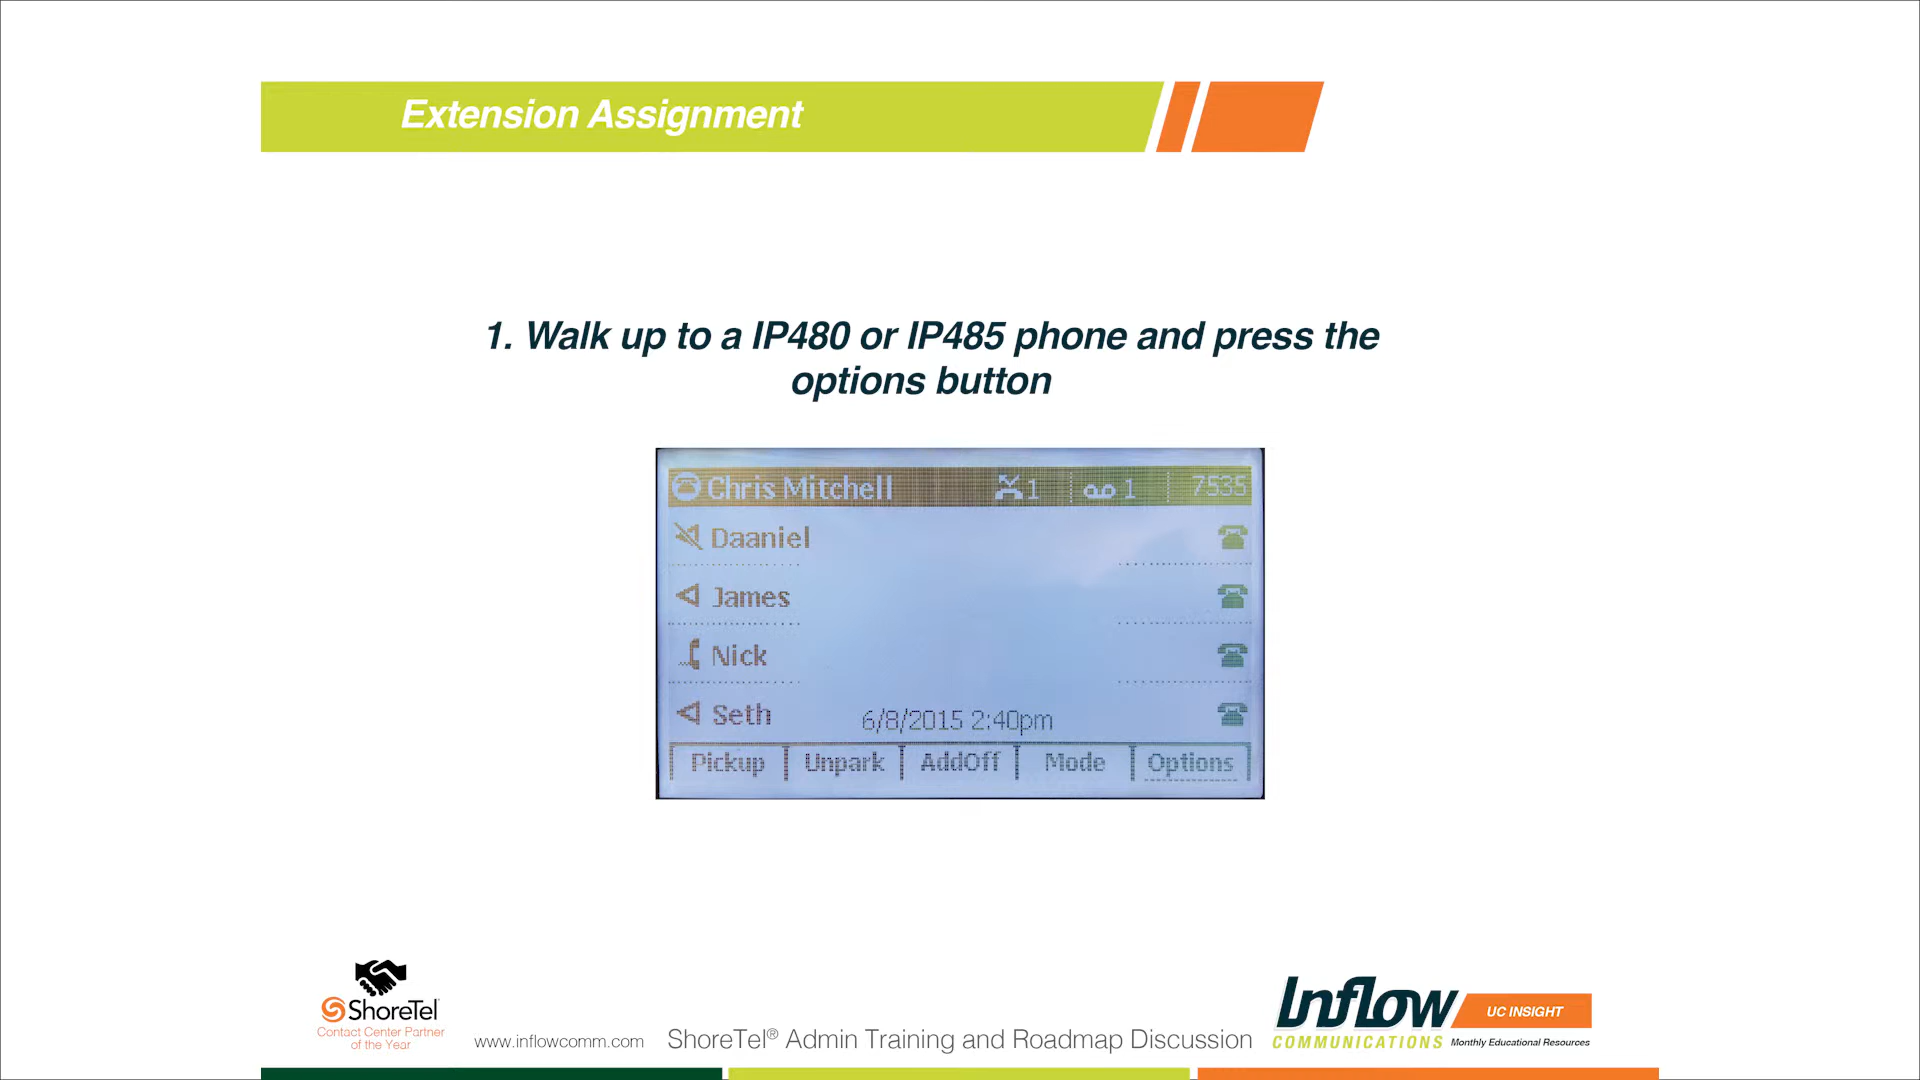 Extension Assignment
1. Walk up to a IP480 or IP485 phone and press the
options button
Chris Mitchell 1 1 7535
Daaniel
James
Nick
Seth 6/8/2015 2:40pm
Pickup Unpark AddOff Mode Options
ShoreTel
Contact Center Partner
of the Year
www.inflowcomm.com
ShoreTel® Admin Training and Roadmap Discussion
Inflow
COMMUNICATIONS
UC INSIGHT
Monthly Educational Resources